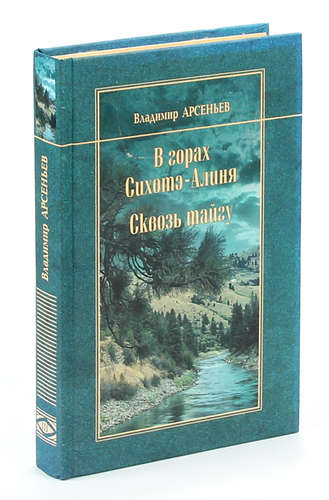 Владимир АРСЕНЬЕВ
В горах
Сихотэ-Алиня
Сквозь тайгу
Владимир АРСЕНЬЕВ